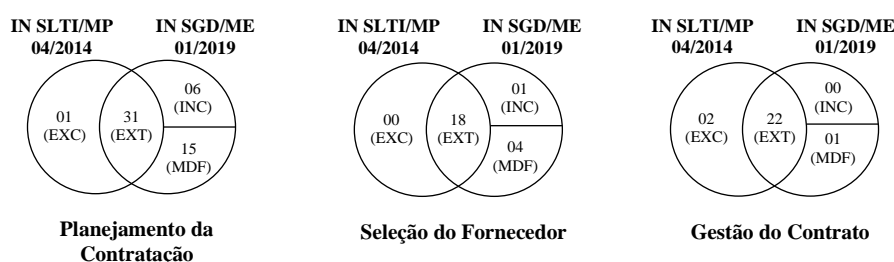 IN SLTI/MP IN SGD/ME
04/2014 01/2019
06
(INC)
01
(EXC)
31
(EXT)
15
(MDF)
Planejamento da
Contratação
IN SLTI/MP IN SGD/ME
04/2014 01/2019
01
(INC)
00
(EXC)
18
(EXT)
04
(MDF)
Seleção do Fornecedor
IN SLTI/MP IN SGD/ME
04/2014 01/2019
00
(INC)
02
(EXC)
22
(EXT)
01
(MDF)
Gestão do Contrato